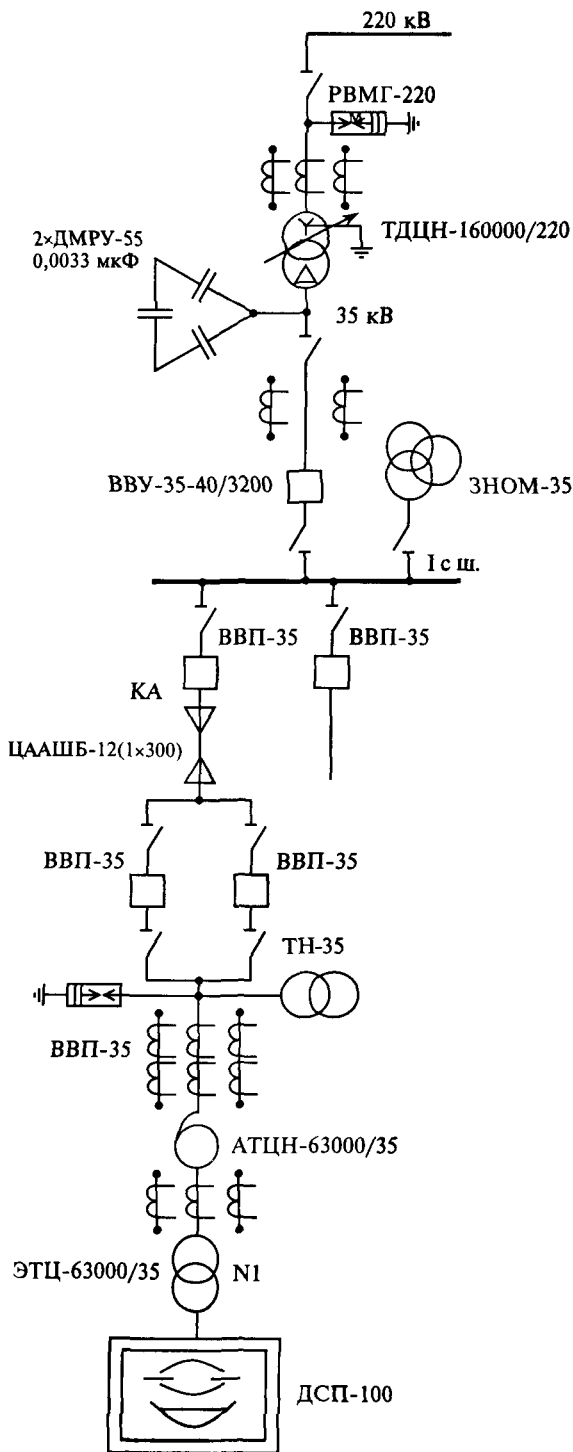 220 кВ
РВМГ-220
ТДЦН-160000/220
2×ДМРУ-55
0,0033 мкФ
35 кВ
ВВУ-35-40/3200
ЗНОМ-35
I с ш.
ВВП-35
ВВП-35
КА
ЦААШБ-12(1×300)
ВВП-35
ВВП-35
ТН-35
ВВП-35
АТЦН-63000/35
ЭТЦ-63000/35
N1
ДСП-100